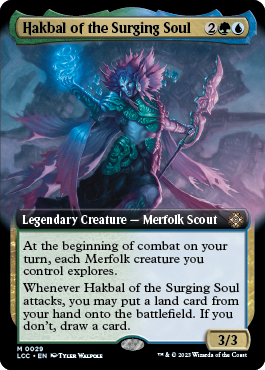 Hakbal of the Surging Soul 2
Legendary Creature — Merfolk Scout
At the beginning of combat on your
turn, each Merfolk creature you
control explores.
Whenever Hakbal of the Surging Soul
attacks, you may put a land card from
your hand onto the battlefield. If you
don't, draw a card.
3/3
M 0029
LCC • EN Tyler Walpole
™ & © 2023 Wizards of the Coast